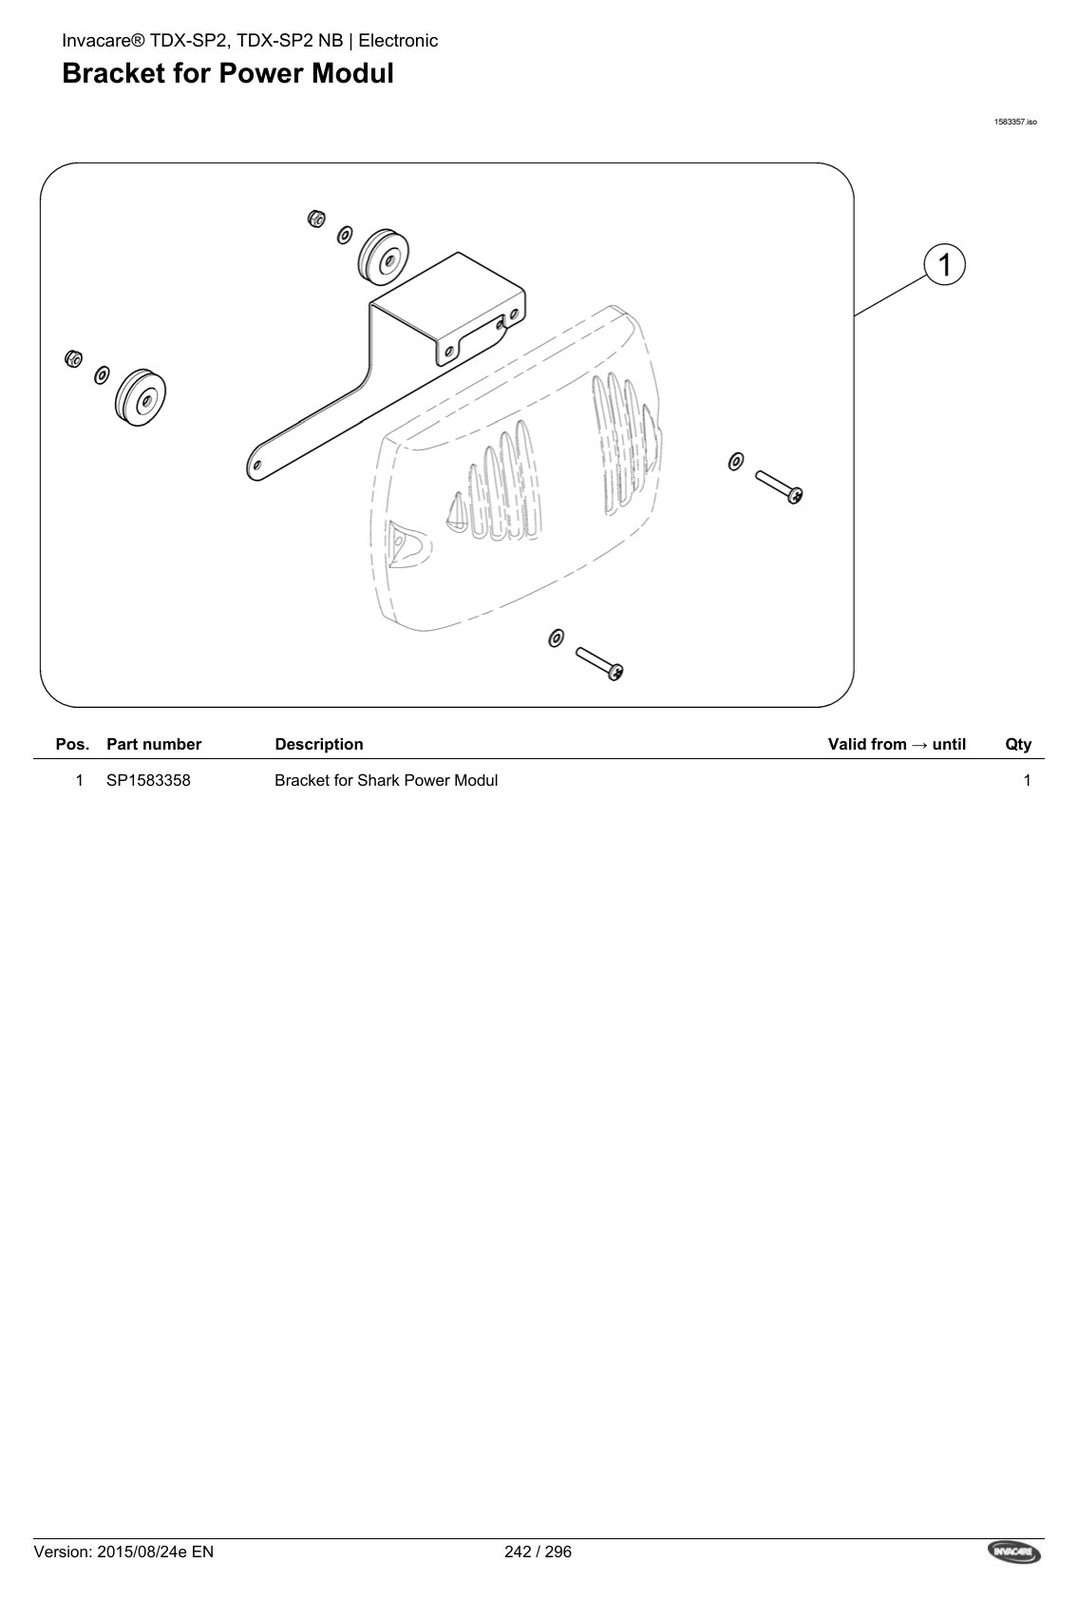 Invacare® TDX-SP2, TDX-SP2 NB | Electronic
Bracket for Power Modul
1583357.iso
1
Pos. Part number Description Valid from → until Qty
1 SP1583358 Bracket for Shark Power Modul 1
Version: 2015/08/24e EN 242 / 296 INVACARE